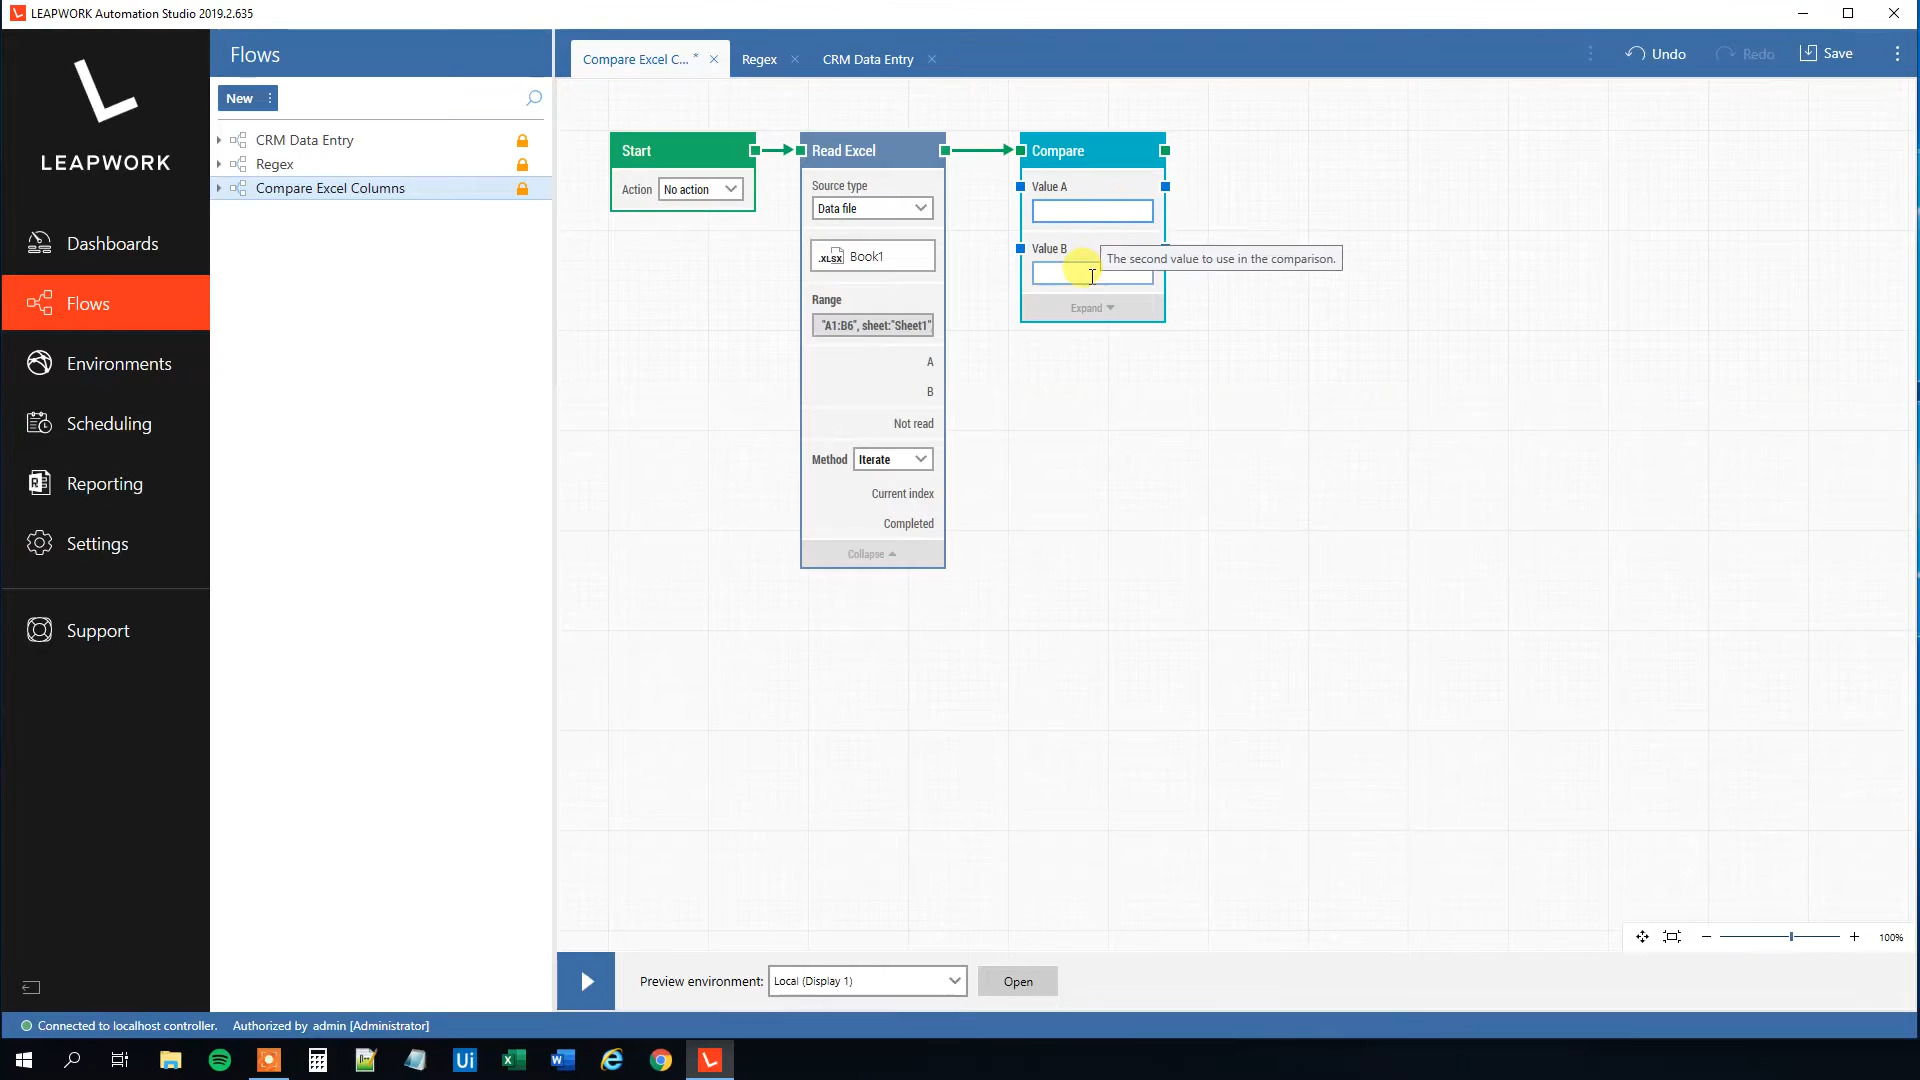 LEAPWORK Automation Studio 2019.2.635
LEAPWORK
Dashboards
Flows
Environments
Scheduling
Reporting
Settings
Support
Flows
New
CRM Data Entry
Regex
Compare Excel Columns
Compare Excel C... *
Regex
CRM Data Entry
Undo
Redo
Save
Start
Action No action
Read Excel
Source type
Data file
.XLSX Book1
Range
"A1:B6", sheet:"Sheet1",
A
B
Not read
Method Iterate
Current index
Completed
Collapse
Compare
Value A
Value B
The second value to use in the comparison.
Expand
100%
Preview environment: Local (Display 1)
Open
Connected to localhost controller. Authorized by admin [Administrator]
Ui